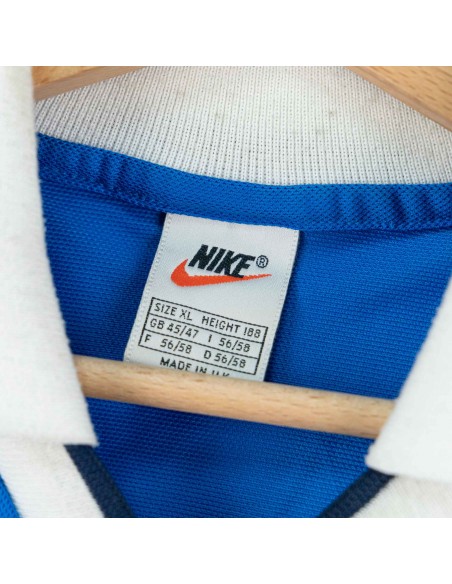 NIKE®
SIZE XL HEIGHT 188
GB 45/47 I 56/58
F 56/58 D 56/58
MADE IN U.K.